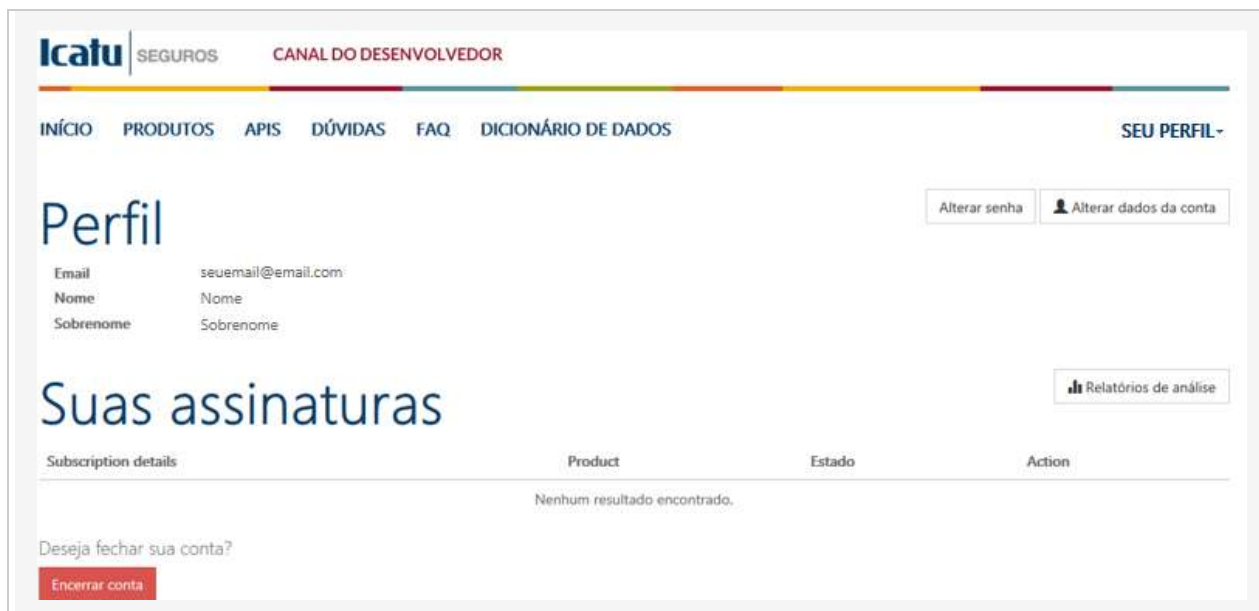 Icatu SEGUROS CANAL DO DESENVOLVEDOR
INÍCIO PRODUTOS APIS DÚVIDAS FAQ DICIONÁRIO DE DADOS SEU PERFIL
Perfil Alterar senha Alterar dados da conta
Email seuemail@email.com
Nome Nome
Sobrenome Sobrenome
Suas assinaturas Relatórios de análise
Subscription details Product Estado Action
Nenhum resultado encontrado.
Deseja fechar sua conta?
Encerrar conta